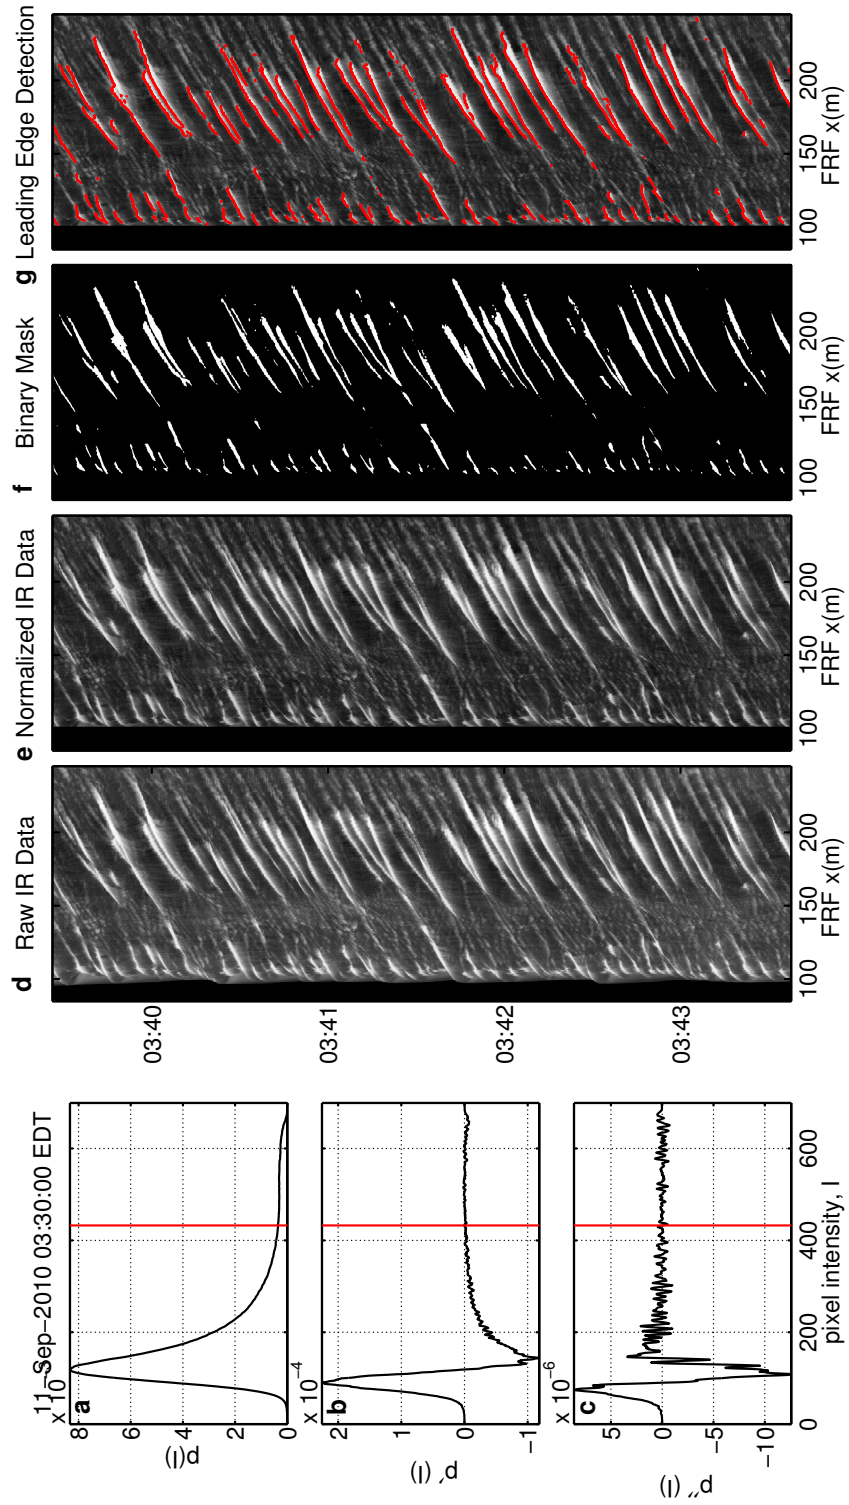 11−Sep−2010 03:30:00 EDT
x 10⁻³
a
p(I)
8
6
4
2
0
x 10⁻⁴
b
p′ (I)
2
1
0
−1
x 10⁻⁶
c
p′′ (I)
5
0
−5
−10
0
200
400
600
pixel intensity, I
d Raw IR Data
03:40
03:41
03:42
03:43
100
150
200
FRF x(m)
e Normalized IR Data
100
150
200
FRF x(m)
f Binary Mask
100
150
200
FRF x(m)
g Leading Edge Detection
100
150
200
FRF x(m)